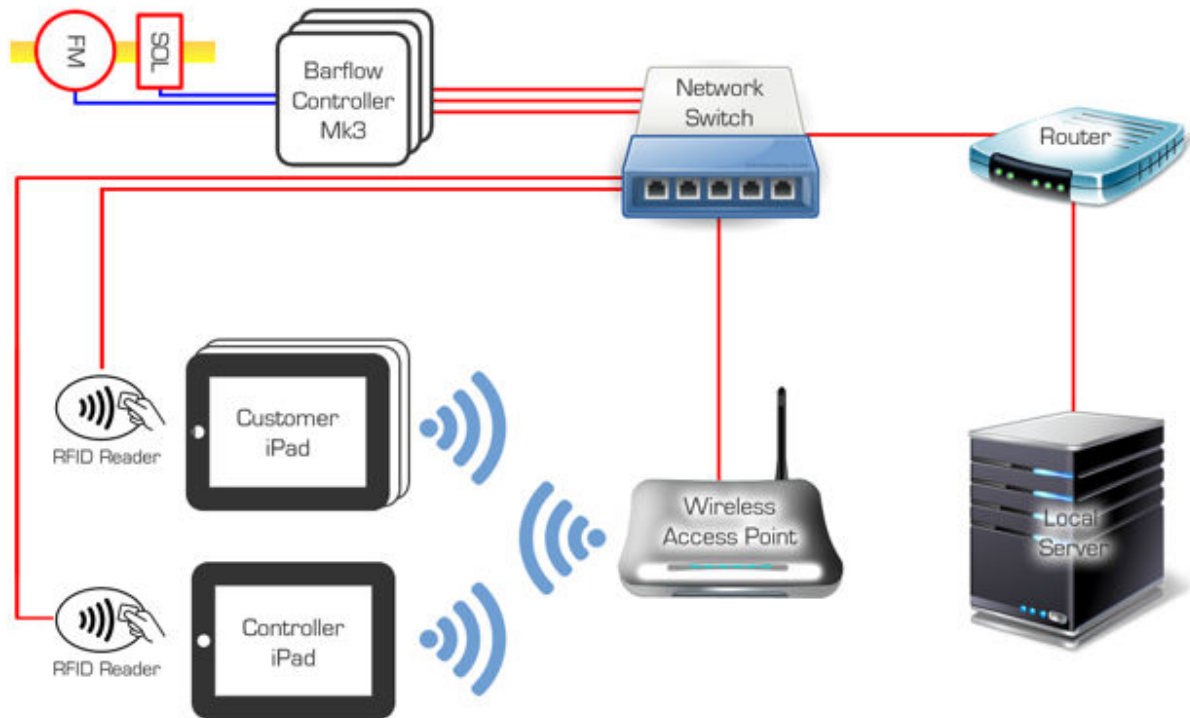 FM
SOL
Barflow
Controller
Mk3
Network
Switch
Router
Customer
iPad
RFID Reader
Wireless
Access Point
Local
Server
Controller
iPad
RFID Reader